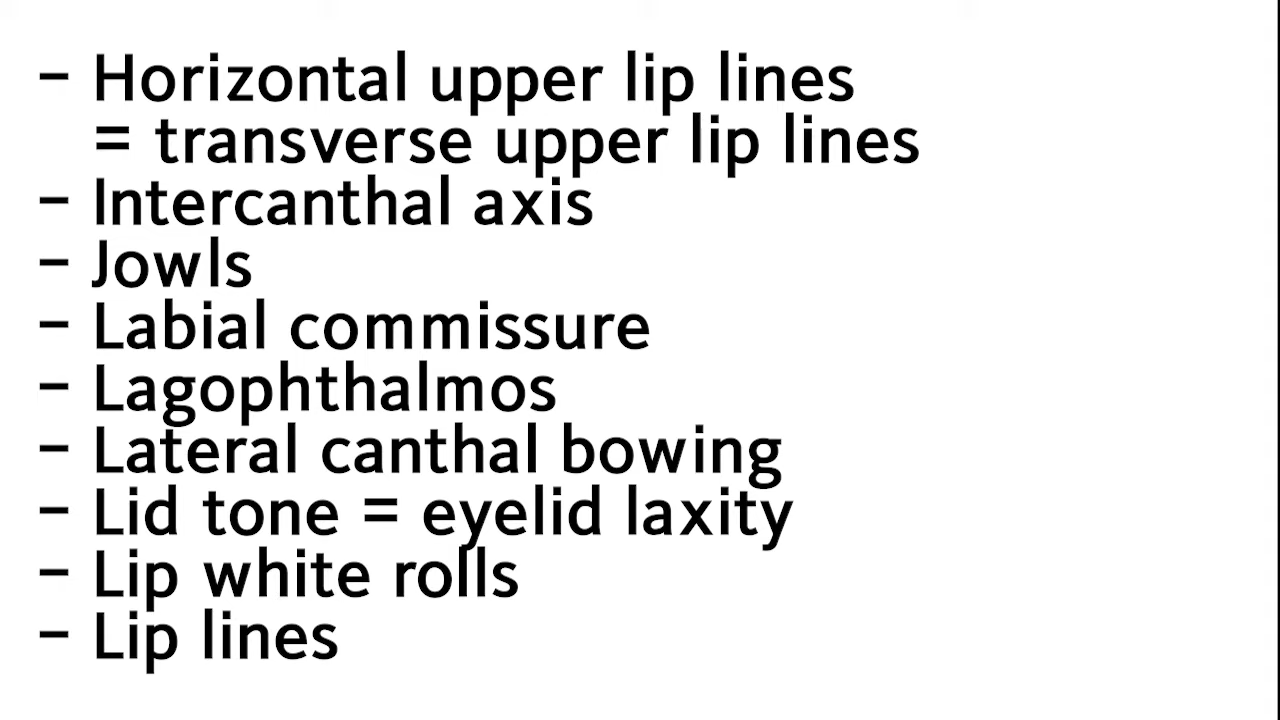 - Horizontal upper lip lines
= transverse upper lip lines
- Intercanthal axis
- Jowls
- Labial commissure
- Lagophthalmos
- Lateral canthal bowing
- Lid tone = eyelid laxity
- Lip white rolls
- Lip lines